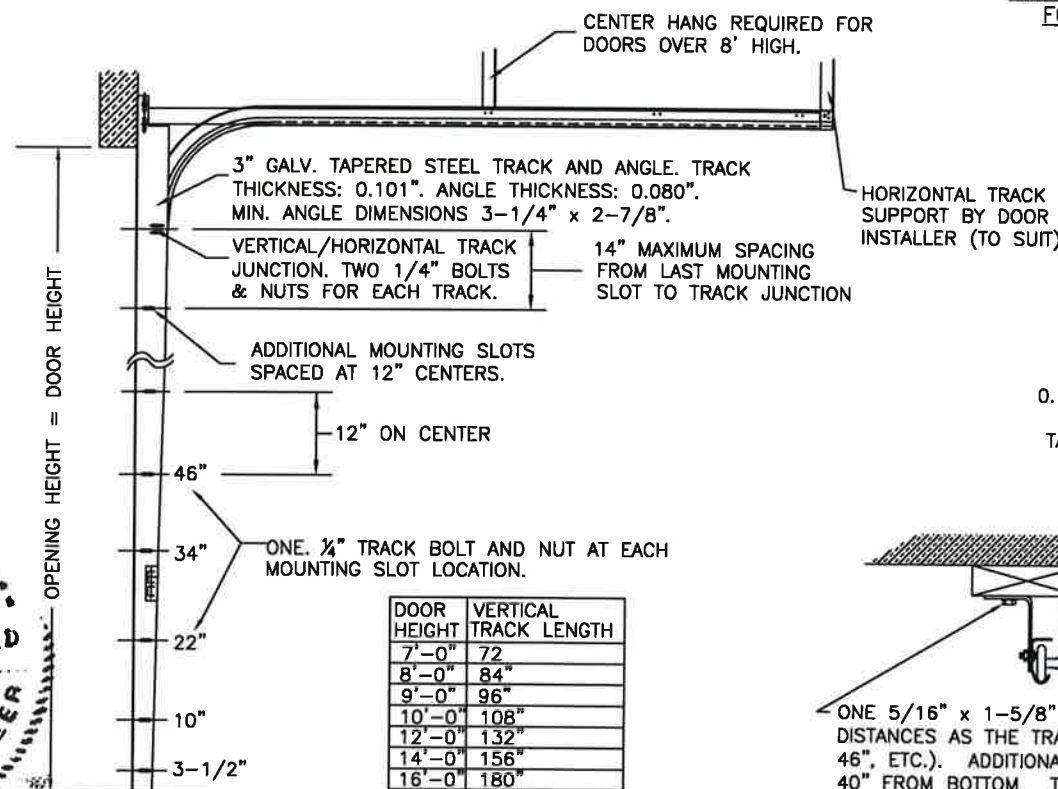 CENTER HANG REQUIRED FOR
DOORS OVER 8' HIGH.
3" GALV. TAPERED STEEL TRACK AND ANGLE. TRACK
THICKNESS: 0.101". ANGLE THICKNESS: 0.080".
MIN. ANGLE DIMENSIONS 3-1/4" x 2-7/8".
HORIZONTAL TRACK
SUPPORT BY DOOR
INSTALLER (TO SUIT)
VERTICAL/HORIZONTAL TRACK
JUNCTION. TWO 1/4" BOLTS
& NUTS FOR EACH TRACK.
14" MAXIMUM SPACING
FROM LAST MOUNTING
SLOT TO TRACK JUNCTION
OPENING HEIGHT = DOOR HEIGHT
ADDITIONAL MOUNTING SLOTS
SPACED AT 12" CENTERS.
0.
12" ON CENTER
46"
34"
ONE. ¼" TRACK BOLT AND NUT AT EACH
MOUNTING SLOT LOCATION.
22"
10"
3-1/2"
DOOR HEIGHT VERTICAL TRACK LENGTH
7'-0" 72
8'-0" 84"
9'-0" 96"
10'-0" 108"
12'-0" 132"
14'-0" 156"
16'-0" 180"
ONE 5/16" x 1-5/8"
DISTANCES AS THE
46", ETC.).
40" FROM BOTTOM